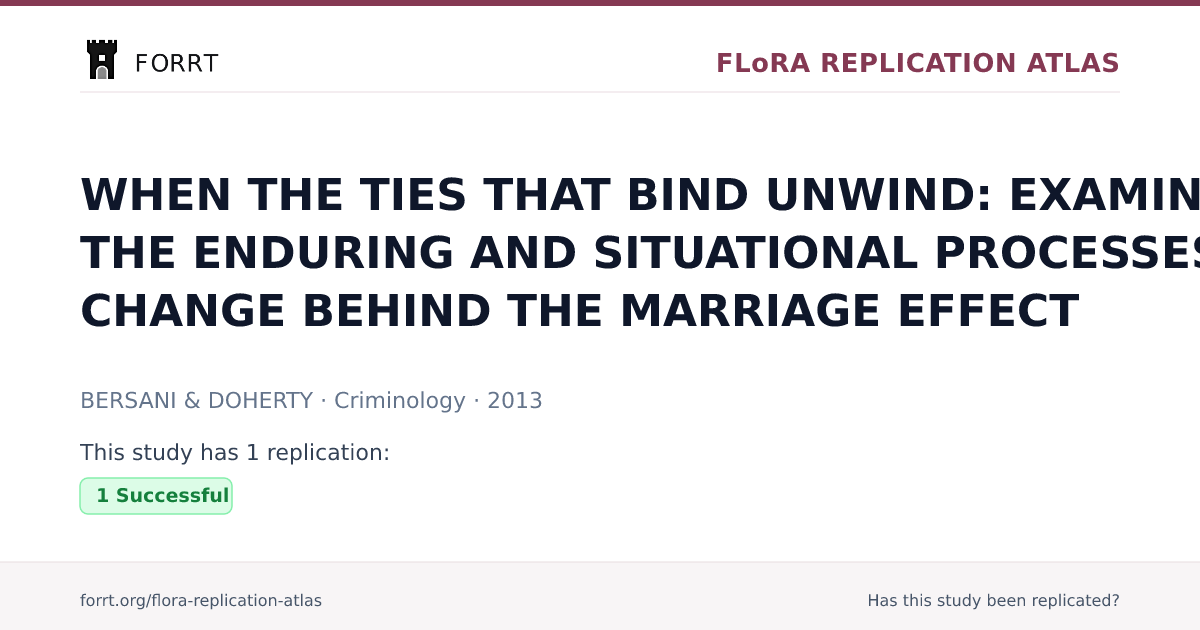 FORRT
FLoRA REPLICATION ATLAS
WHEN THE TIES THAT BIND UNWIND: EXAMIN
THE ENDURING AND SITUATIONAL PROCESSES
CHANGE BEHIND THE MARRIAGE EFFECT
BERSANI & DOHERTY · Criminology · 2013
This study has 1 replication:
1 Successful
forrt.org/flora-replication-atlas
Has this study been replicated?